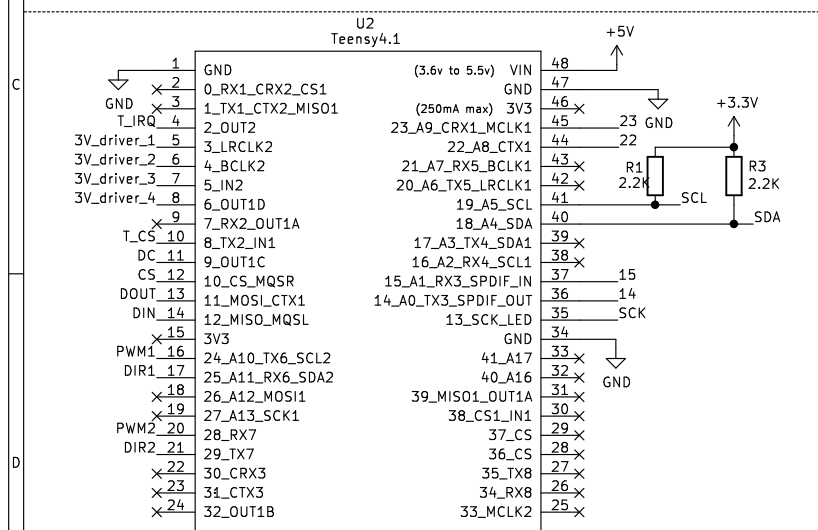 U2
Teensy4.1
+5V
C
1 GND (3.6v to 5.5v) VIN 48
GND
2 0_RX1_CRX2_CS1 GND 47
GND
3 1_TX1_CTX2_MISO1 (250mA max) 3V3 46
+3.3V
T_IRQ 4 2_OUT2 23_A9_CRX1_MCLK1 45 23
3V_driver_1 5 3_LRCLK2 22_A8_CTX1 44 22
3V_driver_2 6 4_BCLK2 21_A7_RX5_BCLK1 43
R1 2.2K
R3 2.2K
3V_driver_3 7 5_IN2 20_A6_TX5_LRCLK1 42
3V_driver_4 8 6_OUT1D 19_A5_SCL 41 SCL
9 7_RX2_OUT1A 18_A4_SDA 40 SDA
T_CS 10 8_TX2_IN1 17_A3_TX4_SDA1 39
DC 11 9_OUT1C 16_A2_RX4_SCL1 38
CS 12 10_CS_MQSR 15_A1_RX3_SPDIF_IN 37 15
DOUT 13 11_MOSI_CTX1 14_A0_TX3_SPDIF_OUT 36 14
DIN 14 12_MISO_MQSL 13_SCK_LED 35 SCK
15 3V3 GND 34
GND
PWM1 16 24_A10_TX6_SCL2 41_A17 33
DIR1 17 25_A11_RX6_SDA2 40_A16 32
18 26_A12_MOSI1 39_MISO1_OUT1A 31
19 27_A13_SCK1 38_CS1_IN1 30
PWM2 20 28_RX7 37_CS 29
DIR2 21 29_TX7 36_CS 28
D
22 30_CRX3 35_TX8 27
23 31_CTX3 34_RX8 26
24 32_OUT1B 33_MCLK2 25